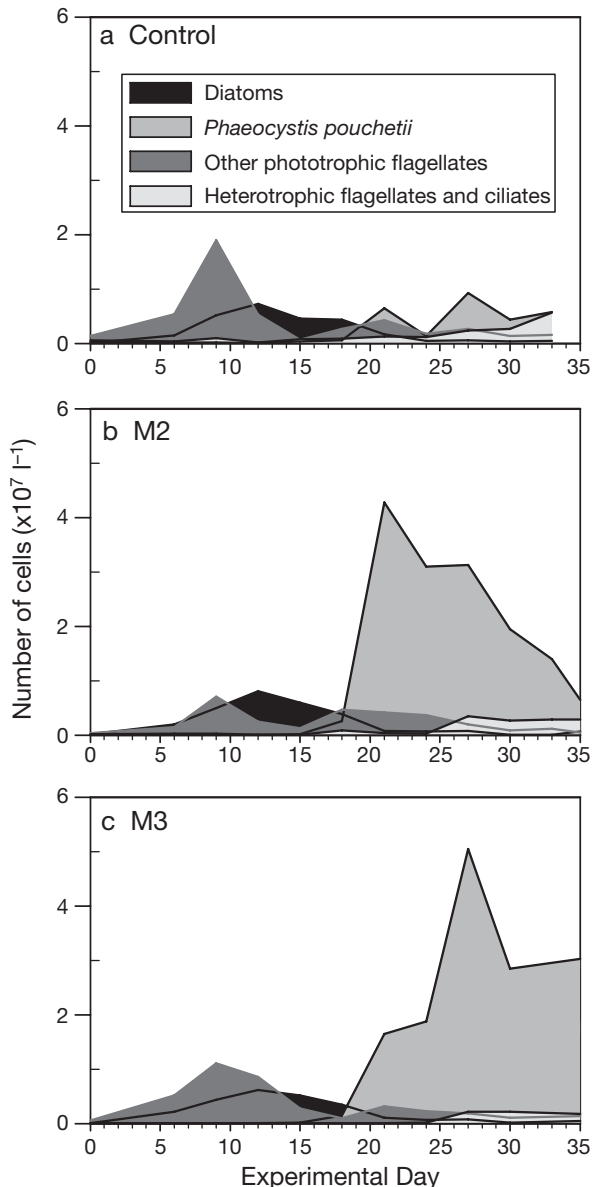 6
a Control
Diatoms
Phaeocystis pouchetii
Other phototrophic flagellates
Heterotrophic flagellates and ciliates
4
2
0
0 5 10 15 20 25 30 35
6
b M2
4
2
0
0 5 10 15 20 25 30 35
Number of cells (x10⁷ l⁻¹)
6
c M3
4
2
0
0 5 10 15 20 25 30 35
Experimental Day